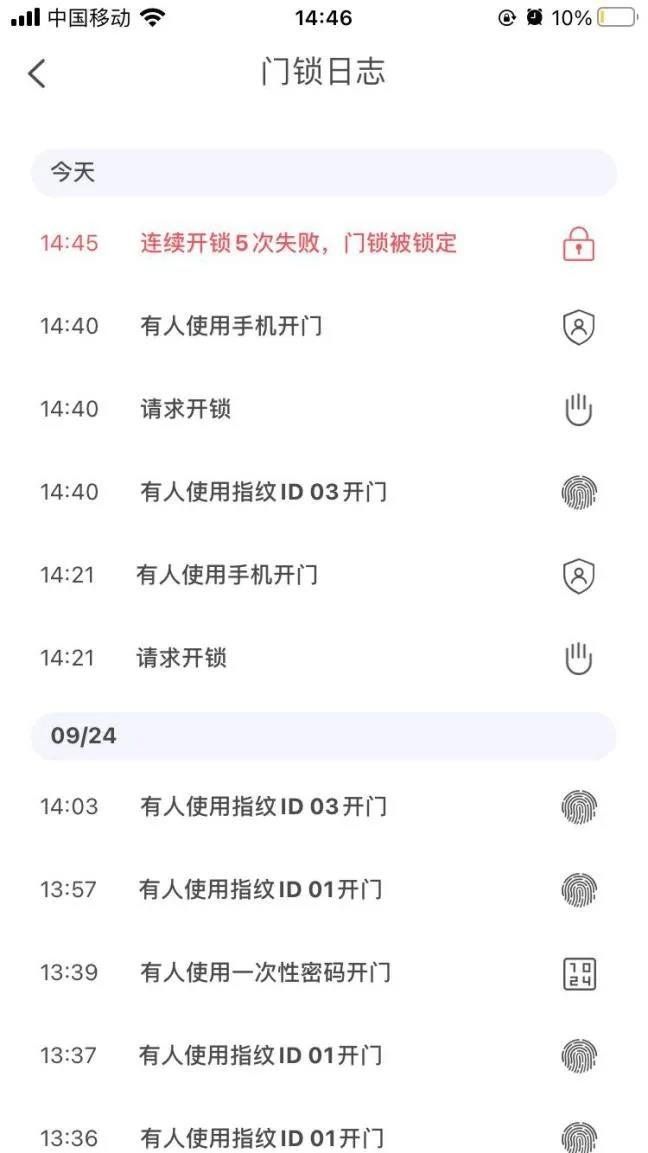 中国移动 14:46 10%
门锁日志
今天
14:45 连续开锁5次失败，门锁被锁定
14:40 有人使用手机开门
14:40 请求开锁
14:40 有人使用指纹ID 03开门
14:21 有人使用手机开门
14:21 请求开锁
09/24
14:03 有人使用指纹ID 03开门
13:57 有人使用指纹ID 01开门
13:39 有人使用一次性密码开门 1024
13:37 有人使用指纹ID 01开门
13:36 有人使用指纹ID 01开门